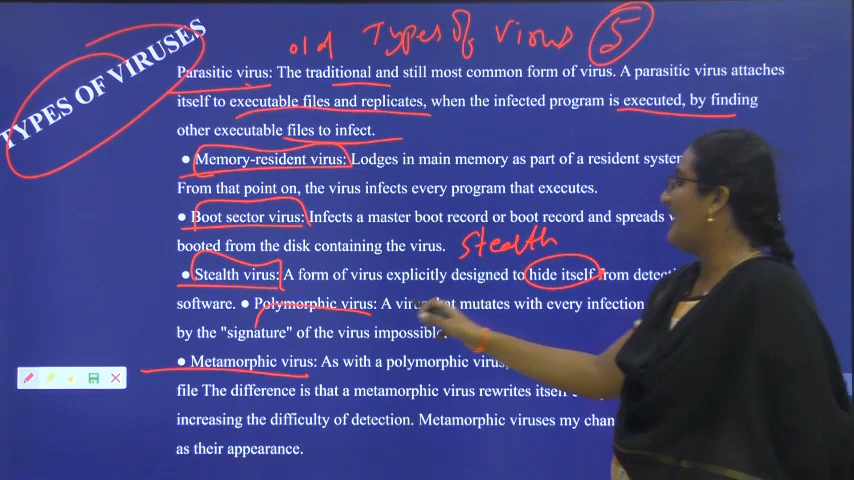 old Types Of Virus 5
TYPES OF VIRUSES
Parasitic virus: The traditional and still most common form of virus. A parasitic virus attaches
itself to executable files and replicates, when the infected program is executed, by finding
other executable files to infect.
● Memory-resident virus: Lodges in main memory as part of a resident
From that point on, the virus infects every program that executes.
● Boot sector virus: Infects a master boot record or boot record and spreads
booted from the disk containing the virus.
Stealth
● Stealth virus: A form of virus explicitly designed to hide itself from
software. ● Polymorphic virus: A mutates with every infection
by the "signature" of the virus impossible.
● Metamorphic virus: As with a polymorphic virus,
file The difference is that a metamorphic virus rewrites
increasing the difficulty of detection. Metamorphic viruses my
as their appearance.